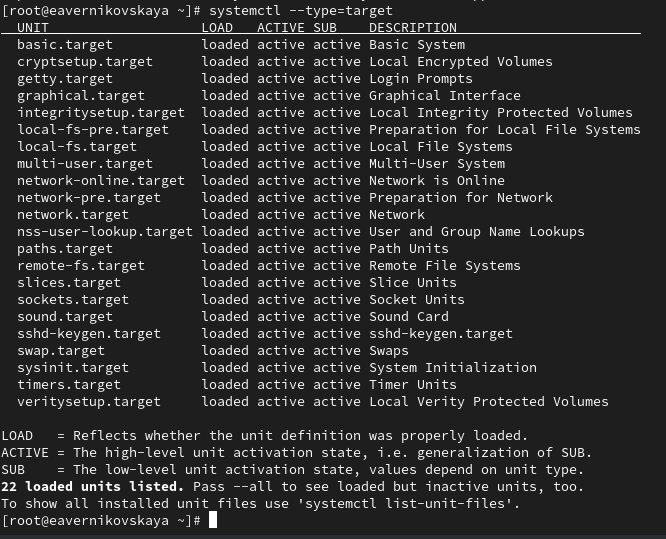 [root@eavernikovskaya ~]# systemctl --type=target
UNIT LOAD ACTIVE SUB DESCRIPTION
basic.target loaded active active Basic System
cryptsetup.target loaded active active Local Encrypted Volumes
getty.target loaded active active Login Prompts
graphical.target loaded active active Graphical Interface
integritysetup.target loaded active active Local Integrity Protected Volumes
local-fs-pre.target loaded active active Preparation for Local File Systems
local-fs.target loaded active active Local File Systems
multi-user.target loaded active active Multi-User System
network-online.target loaded active active Network is Online
network-pre.target loaded active active Preparation for Network
network.target loaded active active Network
nss-user-lookup.target loaded active active User and Group Name Lookups
paths.target loaded active active Path Units
remote-fs.target loaded active active Remote File Systems
slices.target loaded active active Slice Units
sockets.target loaded active active Socket Units
sound.target loaded active active Sound Card
sshd-keygen.target loaded active active sshd-keygen.target
swap.target loaded active active Swaps
sysinit.target loaded active active System Initialization
timers.target loaded active active Timer Units
veritysetup.target loaded active active Local Verity Protected Volumes
LOAD = Reflects whether the unit definition was properly loaded.
ACTIVE = The high-level unit activation state, i.e. generalization of SUB.
SUB = The low-level unit activation state, values depend on unit type.
22 loaded units listed. Pass --all to see loaded but inactive units, too.
To show all installed unit files use 'systemctl list-unit-files'.
[root@eavernikovskaya ~]#